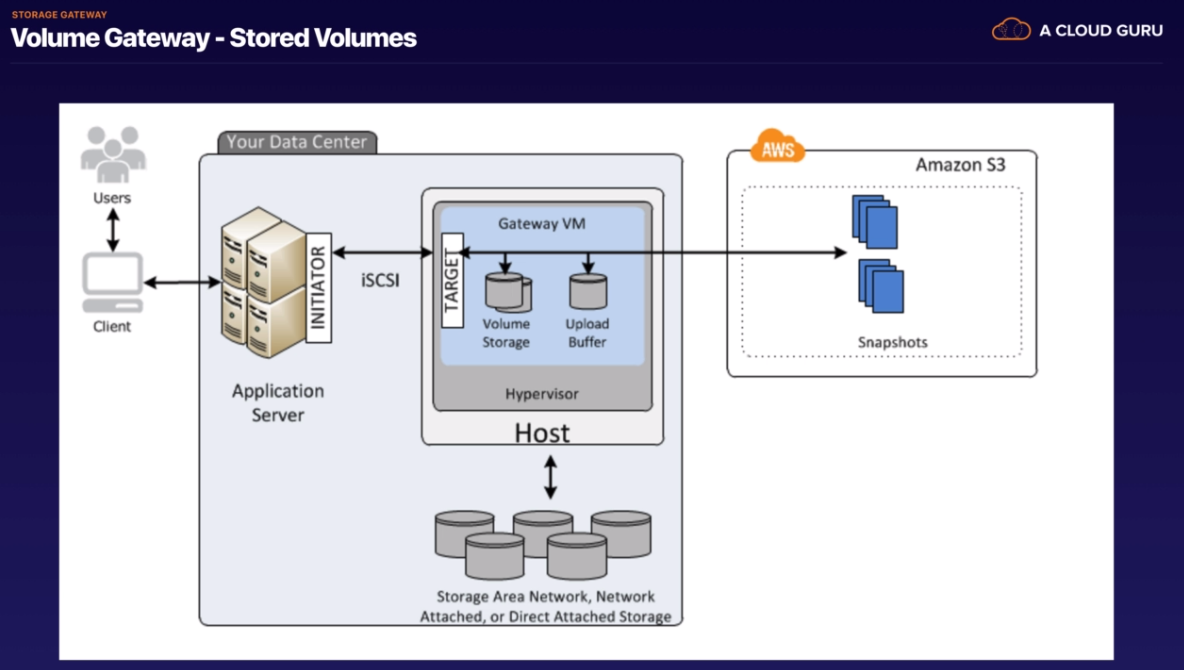 STORAGE GATEWAY
Volume Gateway - Stored Volumes
A CLOUD GURU
Your Data Center
Users
Client
Application
Server
INITIATOR
iSCSI
TARGET
Gateway VM
Volume
Storage
Upload
Buffer
Hypervisor
Host
Storage Area Network, Network
Attached, or Direct Attached Storage
AWS
Amazon S3
Snapshots